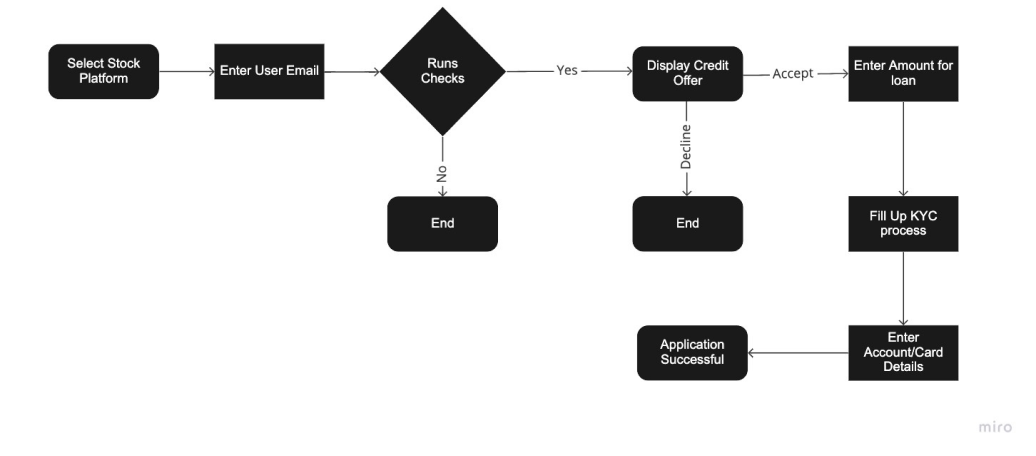 Select Stock
Platform
Enter User Email
Runs
Checks
Yes
Display Credit
Offer
Accept
Enter Amount for
loan
No
Decline
End
End
Fill Up KYC
process
Application
Successful
Enter
Account/Card
Details
miro